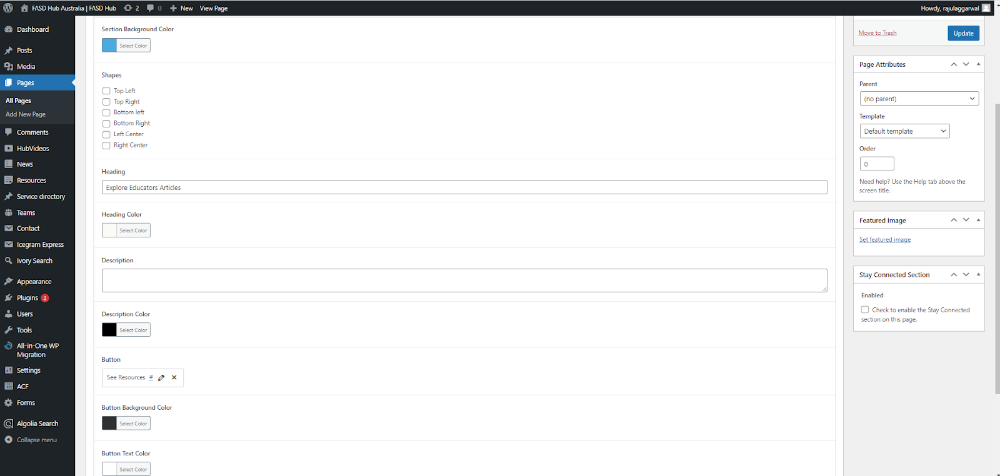 FASD Hub Australia | FASD Hub 2 0 New View Page Howdy, rajulaggarwal
Dashboard
Posts
Media
Pages
All Pages
Add New Page
Comments
HubVideos
News
Resources
Service directory
Teams
Contact
Icegram Express
Ivory Search
Appearance
Plugins 2
Users
Tools
All-in-One WP
Migration
Settings
ACF
Forms
Algolia Search
Collapse menu
Section Background Color
Select Color
Shapes
Top Left
Top Right
Bottom left
Bottom Right
Left Center
Right Center
Heading
Explore Educators Articles
Heading Color
Select Color
Description
Description Color
Select Color
Button
See Resources #
Button Background Color
Select Color
Button Text Color
Select Color
Move to Trash
Update
Page Attributes
Parent
(no parent)
Template
Default template
Order
0
Need help? Use the Help tab above the
screen title.
Featured image
Set featured image
Stay Connected Section
Enabled
Check to enable the Stay Connected
section on this page.